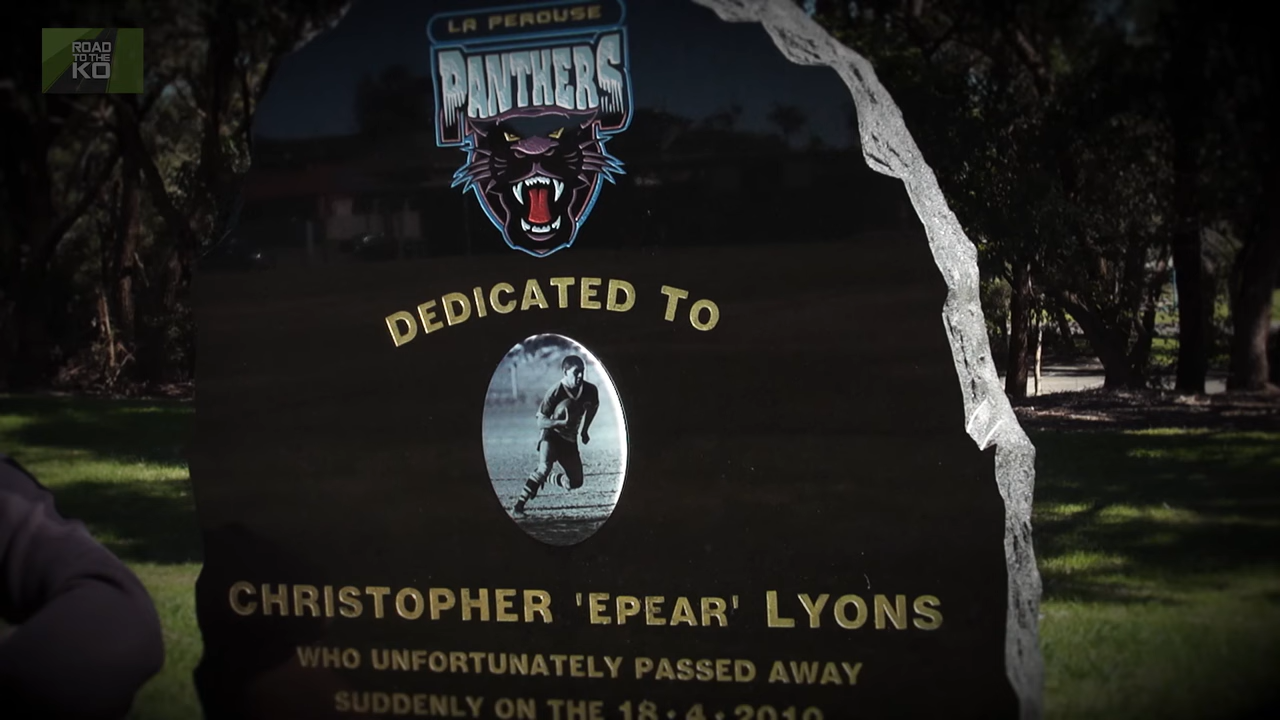 ROAD
TO THE
KO
LA PEROUSE
PANTHERS
DEDICATED TO
CHRISTOPHER 'EPEAR' LYONS
WHO UNFORTUNATELY PASSED AWAY
SUDDENLY ON THE 18·4·2010